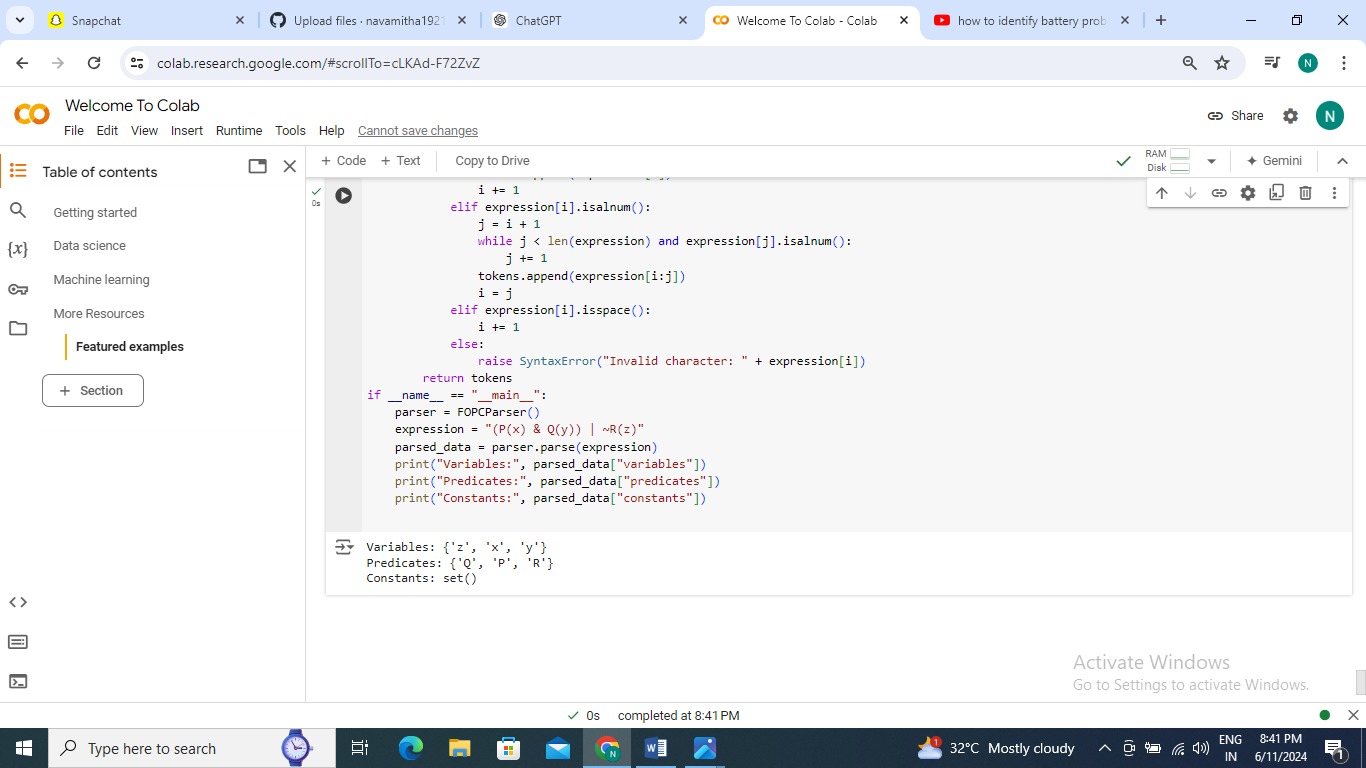 Snapchat
Upload files · navamitha1921
ChatGPT
Welcome To Colab - Colab
how to identify battery prob
colab.research.google.com/#scrollTo=cLKAd-F72ZvZ
N
Welcome To Colab
File Edit View Insert Runtime Tools Help Cannot save changes
Share
N
Table of contents
Getting started
Data science
Machine learning
More Resources
Featured examples
+ Section
+ Code + Text Copy to Drive
RAM
Disk
Gemini
0s
i += 1
elif expression[i].isalnum():
j = i + 1
while j < len(expression) and expression[j].isalnum():
j += 1
tokens.append(expression[i:j])
i = j
elif expression[i].isspace():
i += 1
else:
raise SyntaxError("Invalid character: " + expression[i])
return tokens
if __name__ == "__main__":
parser = FOPCParser()
expression = "(P(x) & Q(y)) | ~R(z)"
parsed_data = parser.parse(expression)
print("Variables:", parsed_data["variables"])
print("Predicates:", parsed_data["predicates"])
print("Constants:", parsed_data["constants"])
Variables: {'z', 'x', 'y'}
Predicates: {'Q', 'P', 'R'}
Constants: set()
Activate Windows
Go to Settings to activate Windows.
0s completed at 8:41 PM
Type here to search
1
32°C Mostly cloudy
ENG
IN
8:41 PM
6/11/2024
1